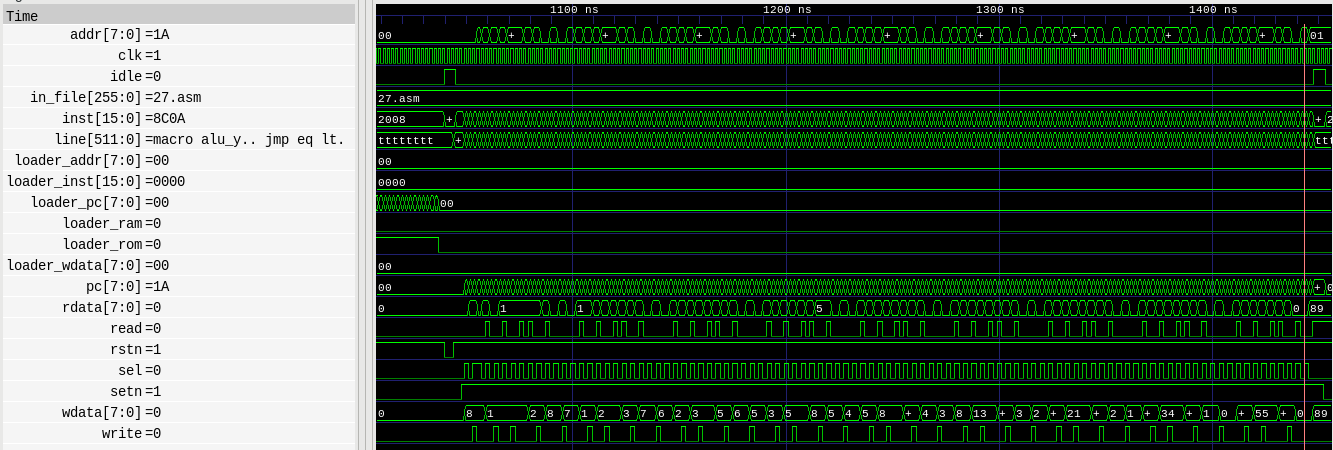 Time
1100 ns 1200 ns 1300 ns 1400 ns
addr[7:0]=1A 00 + + + + + + + + + 01
clk=1
idle=0
in_file[255:0]=27.asm 27.asm
inst[15:0]=8C0A 2008 + + 2
line[511:0]=macro alu_y.. jmp eq lt. tttttttt + ttt
loader_addr[7:0]=00 00
loader_inst[15:0]=0000 0000
loader_pc[7:0]=00 00
loader_ram=0
loader_rom=0
loader_wdata[7:0]=00 00
pc[7:0]=1A 00 + 0
rdata[7:0]=0 0 1 1 5 0 89
read=0
rstn=1
sel=0
setn=1
wdata[7:0]=0 0 8 1 2 8 7 1 2 3 7 6 2 3 5 6 5 3 5 8 5 4 5 8 + 4 3 8 13 + 3 2 + 21 + 2 1 + 34 + 1 0 + 55 + 0 89
write=0